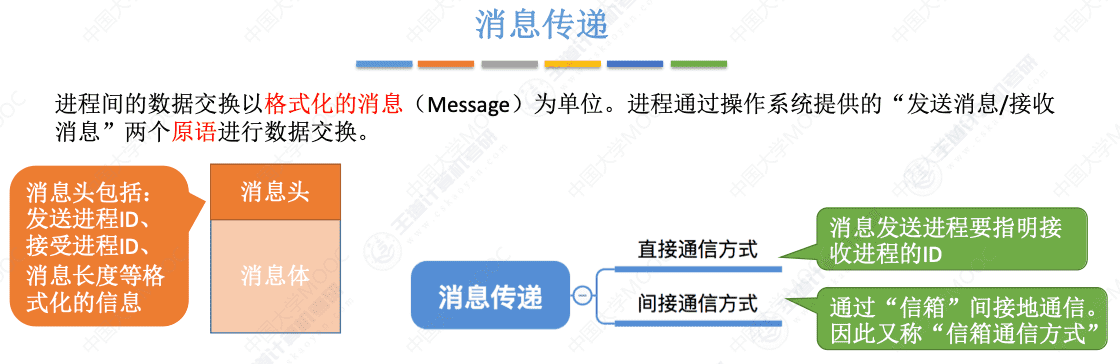 消息传递
进程间的数据交换以格式化的消息（Message）为单位。进程通过操作系统提供的“发送消息/接收
消息”两个原语进行数据交换。
消息头包括：
发送进程ID、
接受进程ID、
消息长度等格
式化的信息
消息头
消息体
消息传递
直接通信方式
间接通信方式
消息发送进程要指明接
收进程的ID
通过“信箱”间接地通信。
因此又称“信箱通信方式”